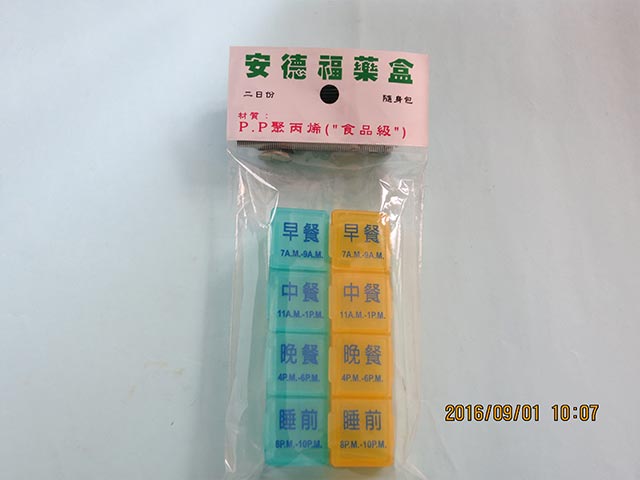 安德福藥盒
二日份 隨身包
材質：
P.P聚丙烯("食品級")
早餐 早餐
7A.M.-9A.M. 7A.M.-9A.M.
中餐 中餐
11A.M.-1P.M. 11A.M.-1P.M.
晚餐 晚餐
4P.M.-6P.M. 4P.M.-6P.M.
睡前 睡前
8P.M.-10P.M. 8P.M.-10P.M.
2016/09/01 10:07